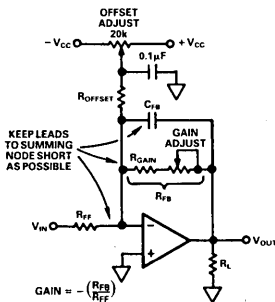 OFFSET
ADJUST
20k
-VCC
+VCC
0.1µF
ROFFSET
CFB
KEEP LEADS
TO SUMMING
NODE SHORT
AS POSSIBLE
GAIN
ADJUST
RGAIN
RFB
RFF
VIN
-
+
VOUT
RL
GAIN = -(RFB/RFF)